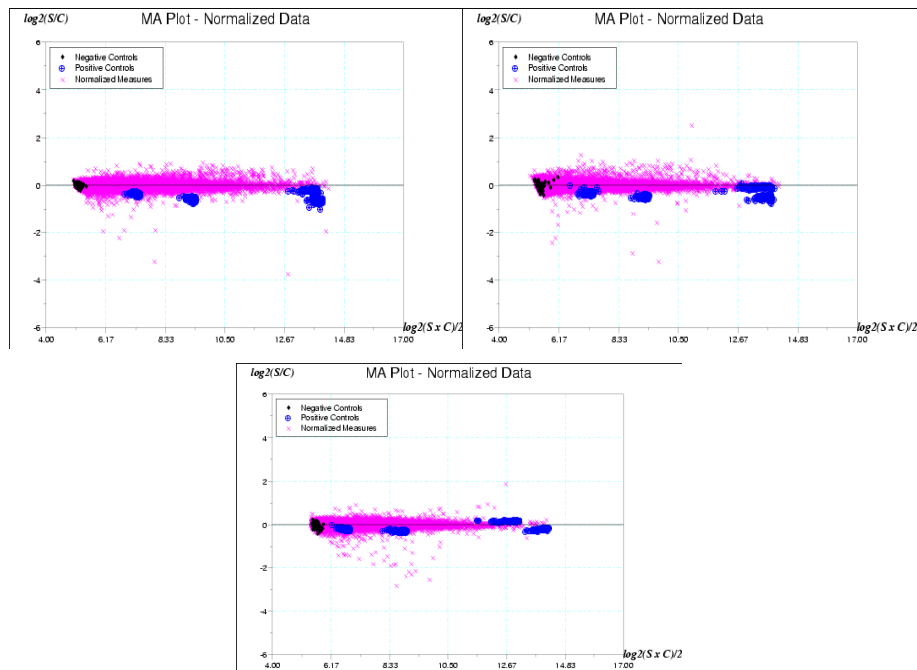 log2(S/C)
MA Plot - Normalized Data
6
Negative Controls
Positive Controls
Normalized Measures
4
2
0
-2
-4
-6
log2(S x C)/2
4.00 6.17 8.33 10.50 12.67 14.83 17.00
log2(S/C)
MA Plot - Normalized Data
6
Negative Controls
Positive Controls
Normalized Measures
4
2
0
-2
-4
-6
log2(S x C)/2
4.00 6.17 8.33 10.50 12.67 14.83 17.00
log2(S/C)
MA Plot - Normalized Data
6
Negative Controls
Positive Controls
Normalized Measures
4
2
0
-2
-4
-6
log2(S x C)/2
4.00 6.17 8.33 10.50 12.67 14.83 17.00